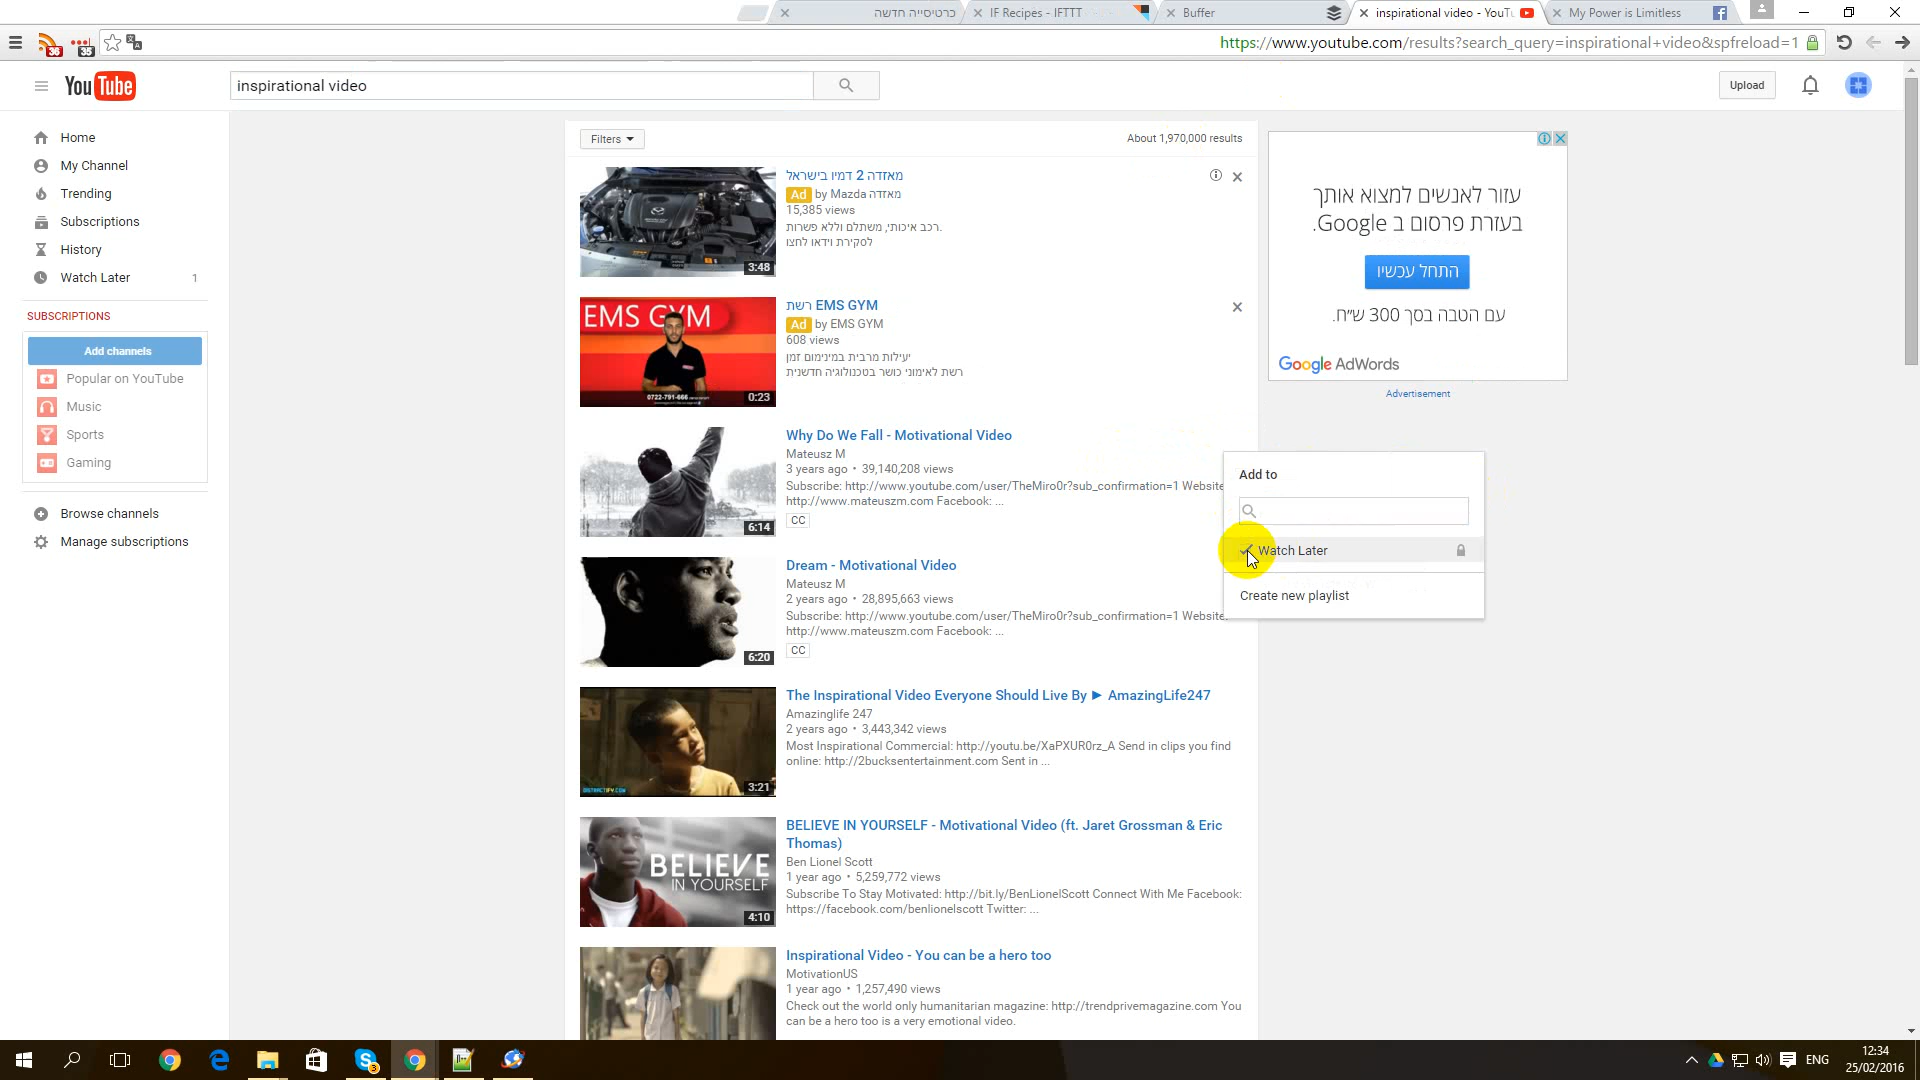 כרטיסייה חדשה
IF Recipes - IFTTT
Buffer
inspirational video - YouTu
My Power is Limitless
36
35
https://www.youtube.com/results?search_query=inspirational+video&spfreload=1
YouTube
inspirational video
Upload
Home
My Channel
Trending
Subscriptions
History
Watch Later 1
SUBSCRIPTIONS
Add channels
Popular on YouTube
Music
Sports
Gaming
Browse channels
Manage subscriptions
Filters
About 1,970,000 results
מאזדה 2 דמיו בישראל
Ad by Mazda מאזדה
15,385 views
רכב איכותי, משתלם וללא פשרות.
לסקירת וידאו לחצו
3:48
EMS GYM רשת
Ad by EMS GYM
608 views
יעילות מרבית במינימום זמן
רשת לאימוני כושר בטכנולוגיה חדשנית
EMS GYM
0722-791-666
0:23
Why Do We Fall - Motivational Video
Mateusz M
3 years ago • 39,140,208 views
Subscribe: http://www.youtube.com/user/TheMiro0r?sub_confirmation=1 Website
http://www.mateuszm.com Facebook: ...
CC
6:14
Dream - Motivational Video
Mateusz M
2 years ago • 28,895,663 views
Subscribe: http://www.youtube.com/user/TheMiro0r?sub_confirmation=1 Website:
http://www.mateuszm.com Facebook: ...
CC
6:20
The Inspirational Video Everyone Should Live By ► AmazingLife247
Amazinglife 247
2 years ago • 3,443,342 views
Most Inspirational Commercial: http://youtu.be/XaPXUR0rz_A Send in clips you find
online: http://2bucksentertainment.com Sent in ...
DISTRACTIFY.COM
3:21
BELIEVE IN YOURSELF - Motivational Video (ft. Jaret Grossman & Eric
Thomas)
Ben Lionel Scott
1 year ago • 5,259,772 views
Subscribe To Stay Motivated: http://bit.ly/BenLionelScott Connect With Me Facebook:
https://facebook.com/benlionelscott Twitter: ...
BELIEVE
IN YOURSELF
4:10
Inspirational Video - You can be a hero too
MotivationUS
1 year ago • 1,257,490 views
Check out the world only humanitarian magazine: http://trendprivemagazine.com You
can be a hero too is a very emotional video.
עזור לאנשים למצוא אותך
בעזרת פרסום ב Google.
התחל עכשיו
עם הטבה בסך 300 ש״ח.
Google AdWords
Advertisement
Add to
Watch Later
Create new playlist
3
ENG
12:34
25/02/2016